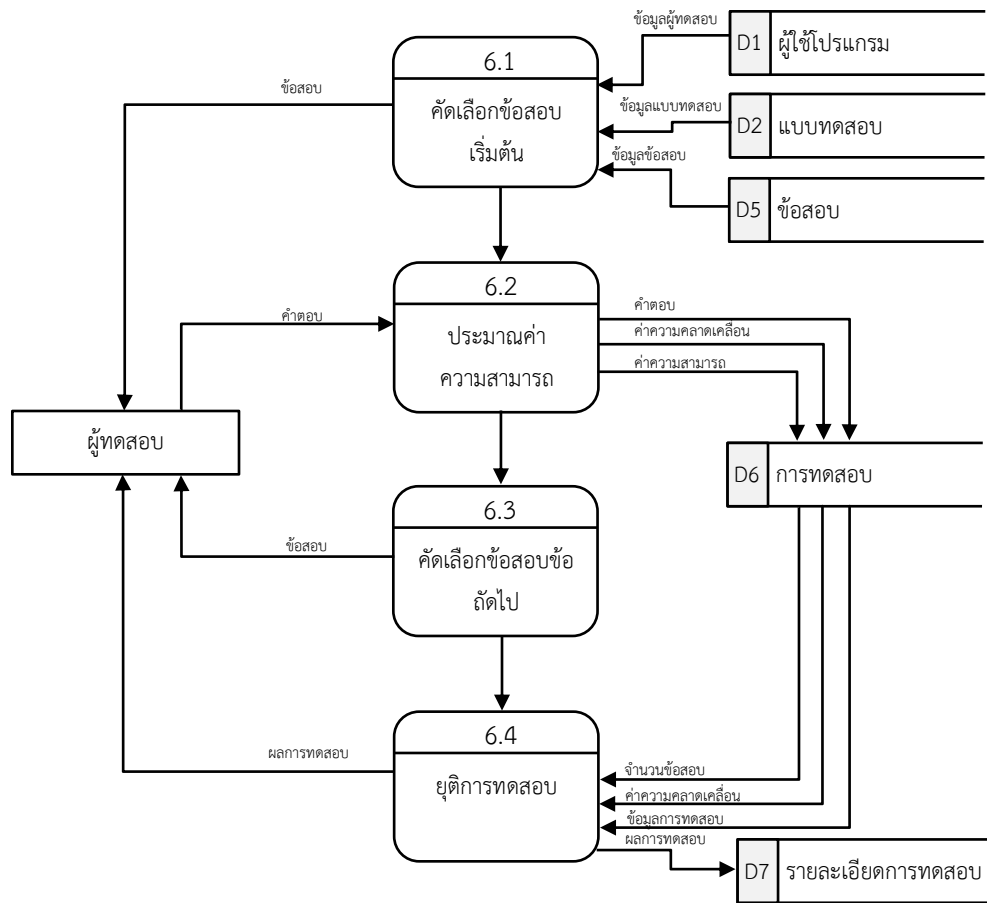 ข้อมูลผู้ทดสอบ
D1 ผู้ใช้โปรแกรม
6.1
ข้อสอบ
คัดเลือกข้อสอบ
เริ่มต้น
ข้อมูลแบบทดสอบ
D2 แบบทดสอบ
ข้อมูลข้อสอบ
D5 ข้อสอบ
6.2
คำตอบ
ประมาณค่า
ความสามารถ
คำตอบ
ค่าความคลาดเคลื่อน
ค่าความสามารถ
ผู้ทดสอบ
D6 การทดสอบ
6.3
ข้อสอบ
คัดเลือกข้อสอบข้อ
ถัดไป
6.4
ผลการทดสอบ
ยุติการทดสอบ
จำนวนข้อสอบ
ค่าความคลาดเคลื่อน
ข้อมูลการทดสอบ
ผลการทดสอบ
D7 รายละเอียดการทดสอบ